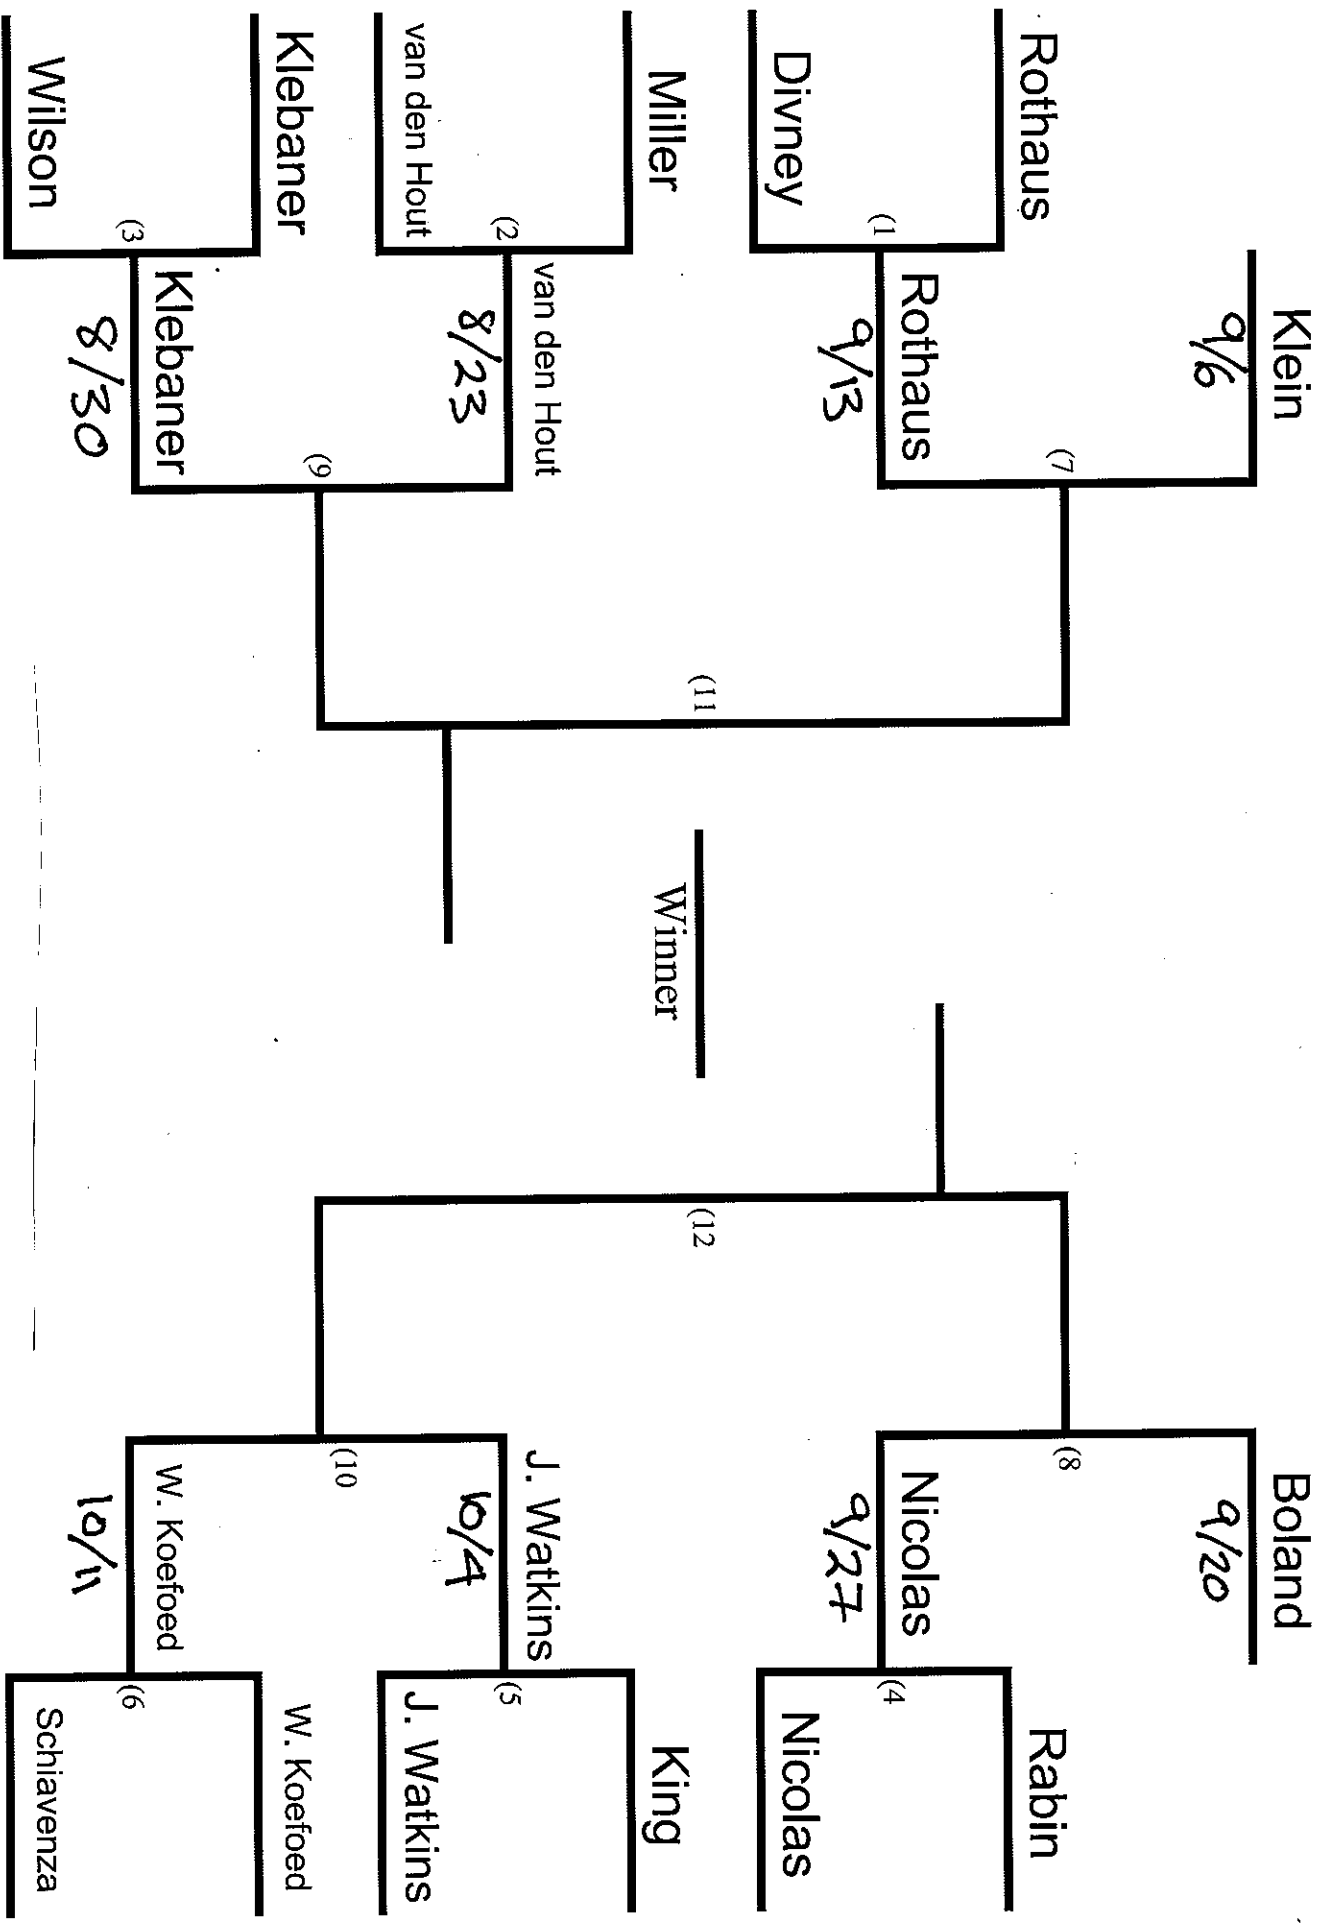 Klein
9/6
Rothaus
(7
Rothaus
9/13
(1
Divney
Miller
van den Hout
8/23
(2
van den Hout
(9
Klebaner
Klebaner
8/30
(3
Wilson
(11
Winner
(12
Boland
9/20
(8
Rabin
Nicolas
9/27
(4
Nicolas
King
J. Watkins
10/4
(5
J. Watkins
(10
W. Koefoed
W. Koefoed
10/11
(6
Schiavenza